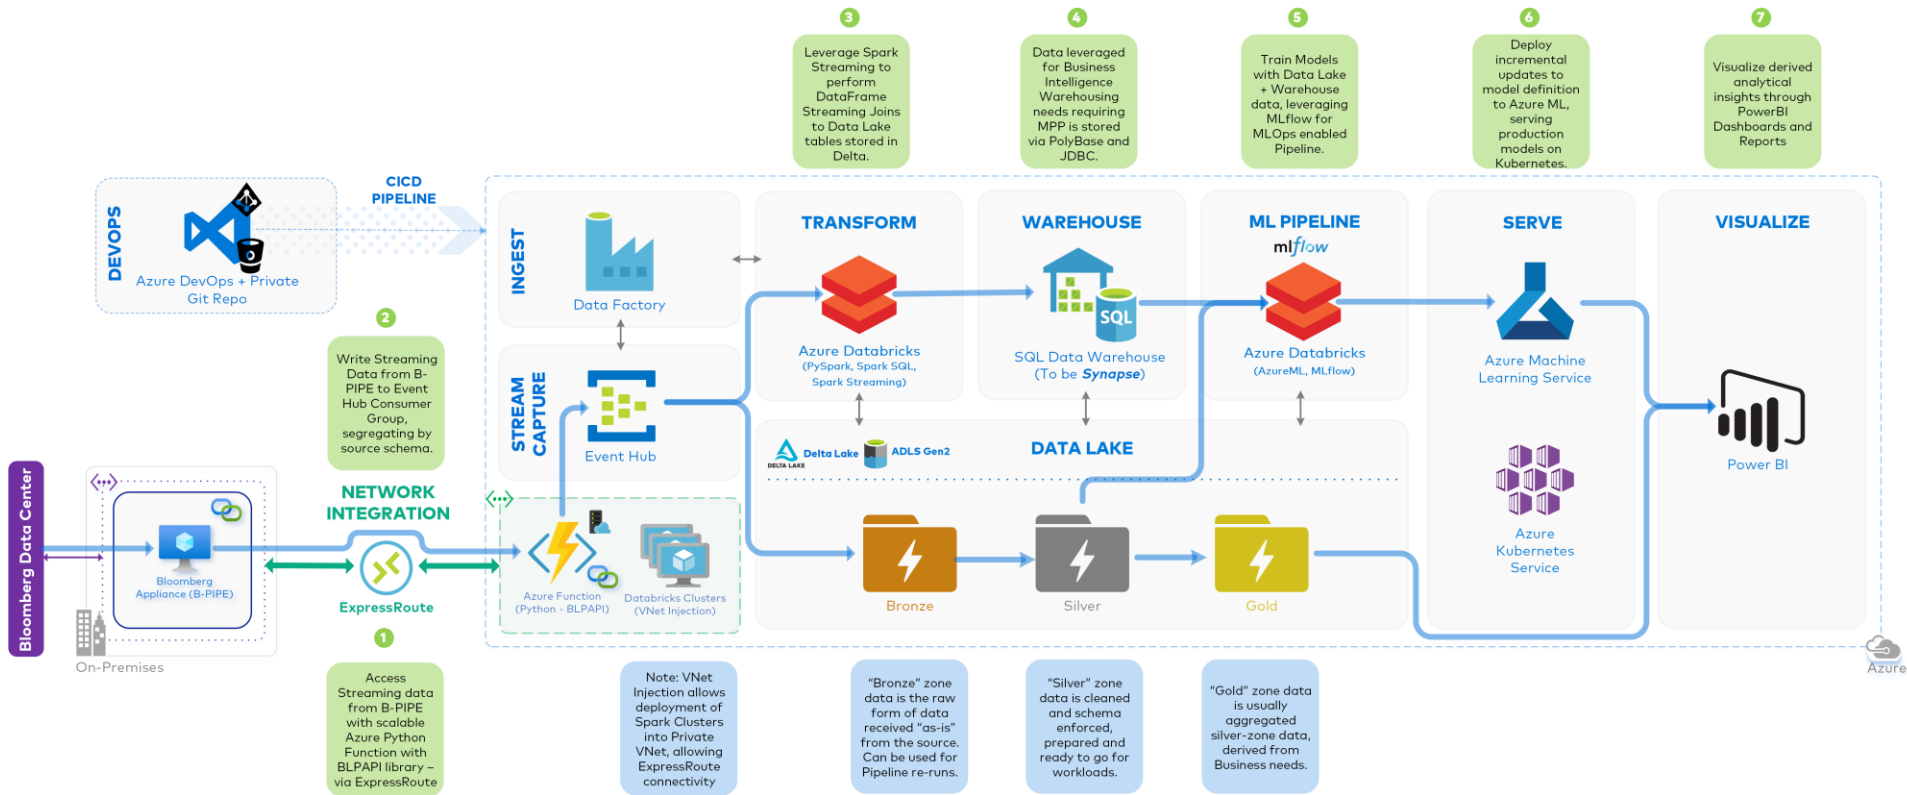 3
Leverage Spark
Streaming to
perform
DataFrame
Streaming Joins
to Data Lake
tables stored in
Delta.
4
Data leveraged
for Business
Intelligence
Warehousing
needs requiring
MPP is stored
via PolyBase and
JDBC.
5
Train Models
with Data Lake
+ Warehouse
data, leveraging
MLflow for
MLOps enabled
Pipeline.
6
Deploy
incremental
updates to
model definition
to Azure ML,
serving
production
models on
Kubernetes.
7
Visualize derived
analytical
insights through
PowerBI
Dashboards and
Reports
DEVOPS
Azure DevOps + Private
Git Repo
CICD
PIPELINE
INGEST
Data Factory
TRANSFORM
Azure Databricks
(PySpark, Spark SQL,
Spark Streaming)
WAREHOUSE
SQL
SQL Data Warehouse
(To be Synapse)
ML PIPELINE
mlflow
Azure Databricks
(AzureML, MLflow)
SERVE
Azure Machine
Learning Service
Azure
Kubernetes
Service
VISUALIZE
Power BI
2
Write Streaming
Data from B-
PIPE to Event
Hub Consumer
Group,
segregating by
source schema.
STREAM
CAPTURE
Event Hub
DELTA LAKE
Delta Lake
ADLS Gen2
DATA LAKE
Bronze
Silver
Gold
Bloomberg Data Center
Bloomberg
Appliance (B-PIPE)
On-Premises
NETWORK
INTEGRATION
ExpressRoute
Azure Function
(Python - BLPAPI)
Databricks Clusters
(VNet Injection)
Azure
1
Access
Streaming data
from B-PIPE
with scalable
Azure Python
Function with
BLPAPI library –
via ExpressRoute
Note: VNet
Injection allows
deployment of
Spark Clusters
into Private
VNet, allowing
ExpressRoute
connectivity
"Bronze" zone
data is the raw
form of data
received "as-is"
from the source.
Can be used for
Pipeline re-runs.
"Silver" zone
data is cleaned
and schema
enforced,
prepared and
ready to go for
workloads.
"Gold" zone data
is usually
aggregated
silver-zone data,
derived from
Business needs.